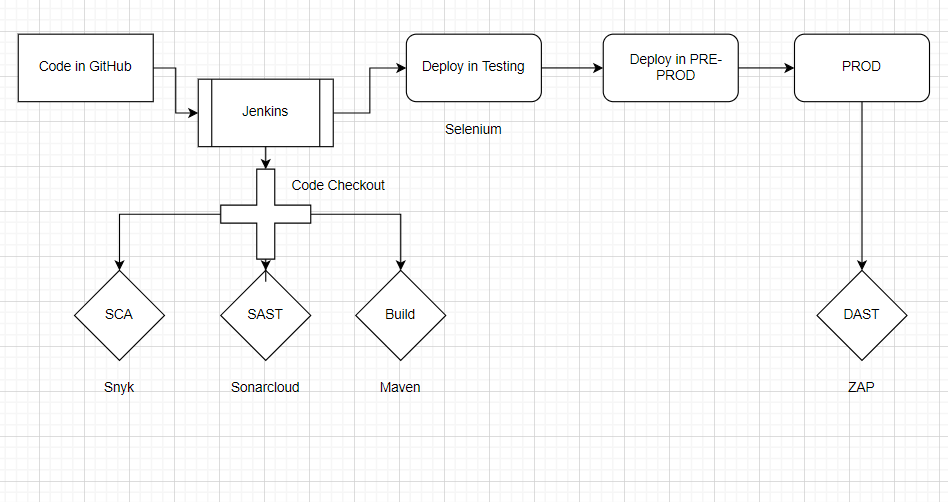 Code in GitHub
Jenkins
Deploy in Testing
Deploy in PRE-
PROD
PROD
Selenium
Code Checkout
SCA
SAST
Build
DAST
Snyk
Sonarcloud
Maven
ZAP